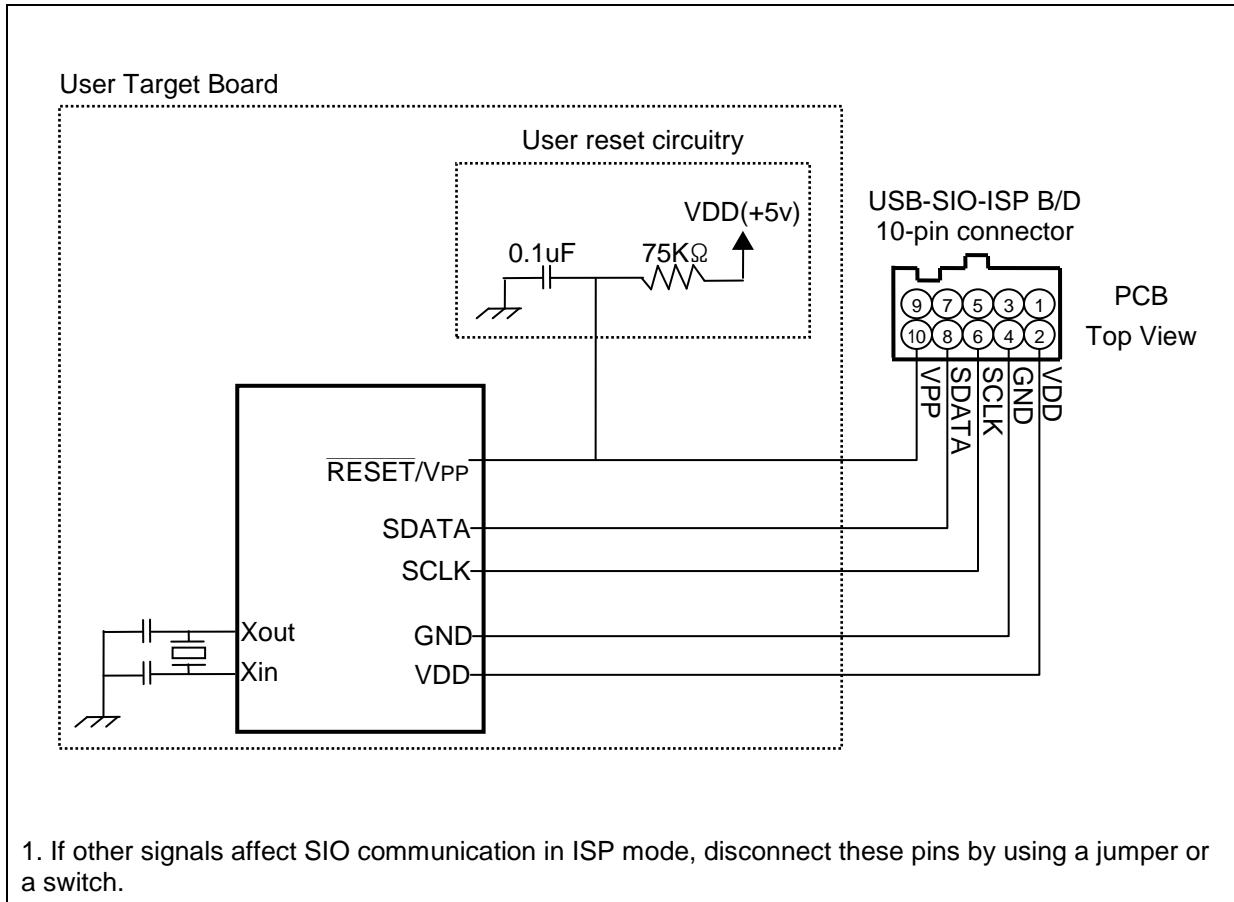 User Target Board
User reset circuitry
VDD(+5v)
0.1uF
75KΩ
USB-SIO-ISP B/D
10-pin connector
9 7 5 3 1
10 8 6 4 2
PCB
Top View
VPP
SDATA
SCLK
GND
VDD
RESET/VPP
SDATA
SCLK
GND
VDD
Xout
Xin
1. If other signals affect SIO communication in ISP mode, disconnect these pins by using a jumper or
a switch.